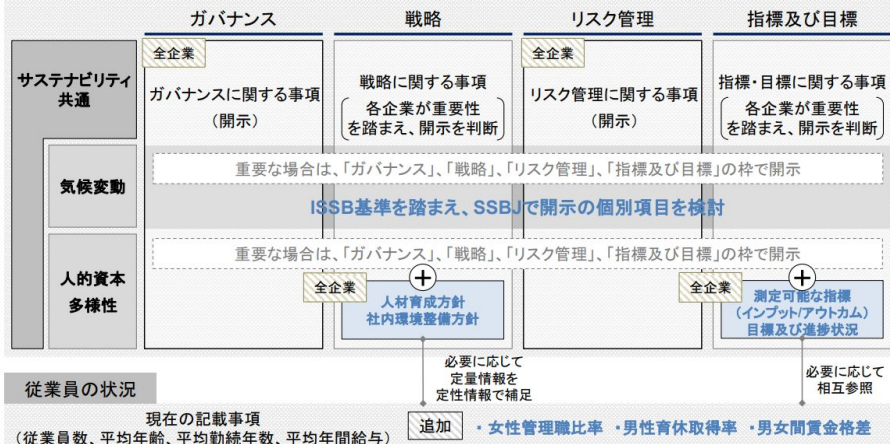 ガバナンス
戦略
リスク管理
指標及び目標
サステナビリティ
共通
全企業
ガバナンスに関する事項
(開示)
戦略に関する事項
各企業が重要性
を踏まえ、開示を判断
全企業
リスク管理に関する事項
(開示)
指標・目標に関する事項
各企業が重要性
を踏まえ、開示を判断
気候変動
重要な場合は、「ガバナンス」、「戦略」、「リスク管理」、「指標及び目標」の枠で開示
ISSB基準を踏まえ、SSBJで開示の個別項目を検討
人的資本
多様性
重要な場合は、「ガバナンス」、「戦略」、「リスク管理」、「指標及び目標」の枠で開示
+
全企業
人材育成方針
社内環境整備方針
+
全企業
測定可能な指標
(インプット/アウトカム)
目標及び進捗状況
必要に応じて
定量情報を
定性情報で補足
必要に応じて
相互参照
従業員の状況
現在の記載事項
(従業員数、平均年齢、平均勤続年数、平均年間給与)
追加
・女性管理職比率 ・男性育休取得率 ・男女間賃金格差